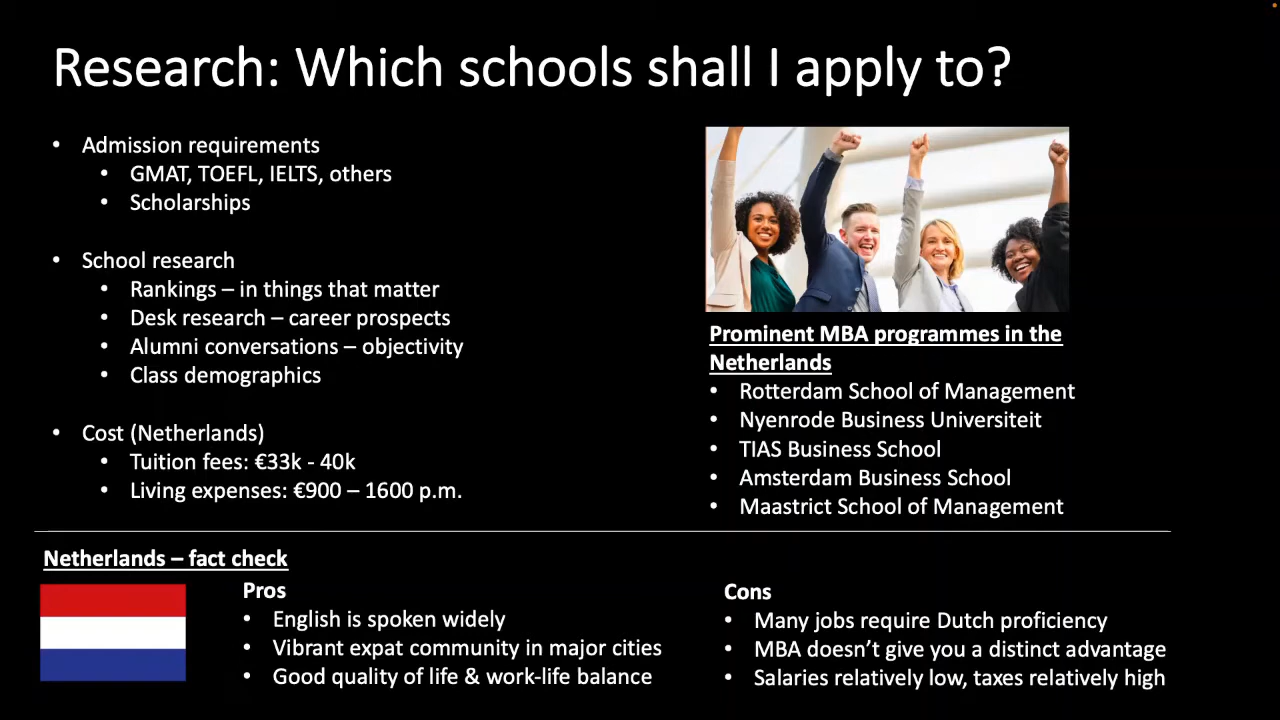 Research: Which schools shall I apply to?
• Admission requirements
• GMAT, TOEFL, IELTS, others
• Scholarships
• School research
• Rankings – in things that matter
• Desk research – career prospects
• Alumni conversations – objectivity
• Class demographics
• Cost (Netherlands)
• Tuition fees: €33k - 40k
• Living expenses: €900 – 1600 p.m.
Prominent MBA programmes in the
Netherlands
• Rotterdam School of Management
• Nyenrode Business Universiteit
• TIAS Business School
• Amsterdam Business School
• Maastrict School of Management
Netherlands – fact check
Pros
• English is spoken widely
• Vibrant expat community in major cities
• Good quality of life & work-life balance
Cons
• Many jobs require Dutch proficiency
• MBA doesn’t give you a distinct advantage
• Salaries relatively low, taxes relatively high